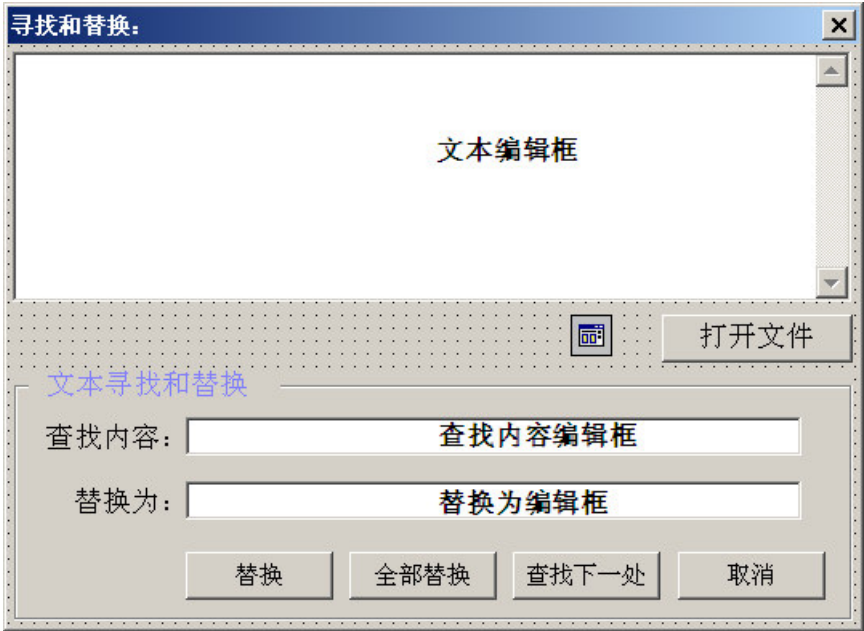 寻找和替换:
文本编辑框
打开文件
文本寻找和替换
查找内容: 查找内容编辑框
替换为: 替换为编辑框
替换 全部替换 查找下一处 取消